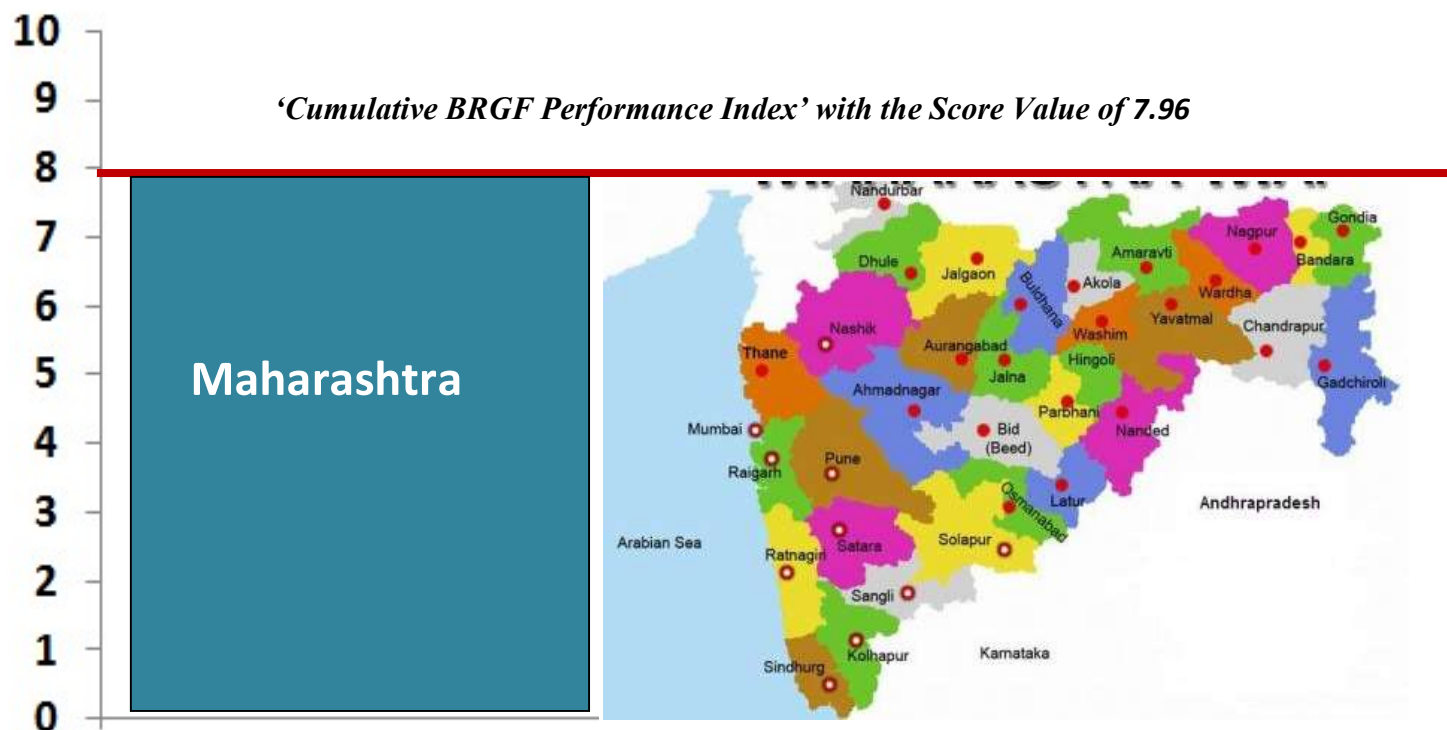 10
9
‘Cumulative BRGF Performance Index’ with the Score Value of 7.96
8
Nandurbar
7
Gondia
Nagpur
Amaravti
Dhule
Jalgaon
Bandara
Buldhana
Akola
Wardha
6
Yavatmal
Chandrapur
Nashik
Washim
Aurangabad
Thane
Hingoli
5
Jalna
Maharashtra
Gadchiroli
Ahmadnagar
Parbhani
4
Mumbai
Bid
(Beed)
Nanded
Pune
Raigarh
3
Osmanabad
Latur
Andhrapradesh
Arabian Sea
Satara
Solapur
Ratnagiri
2
Sangli
1
Kolhapur
Karnataka
Sindhurg
0